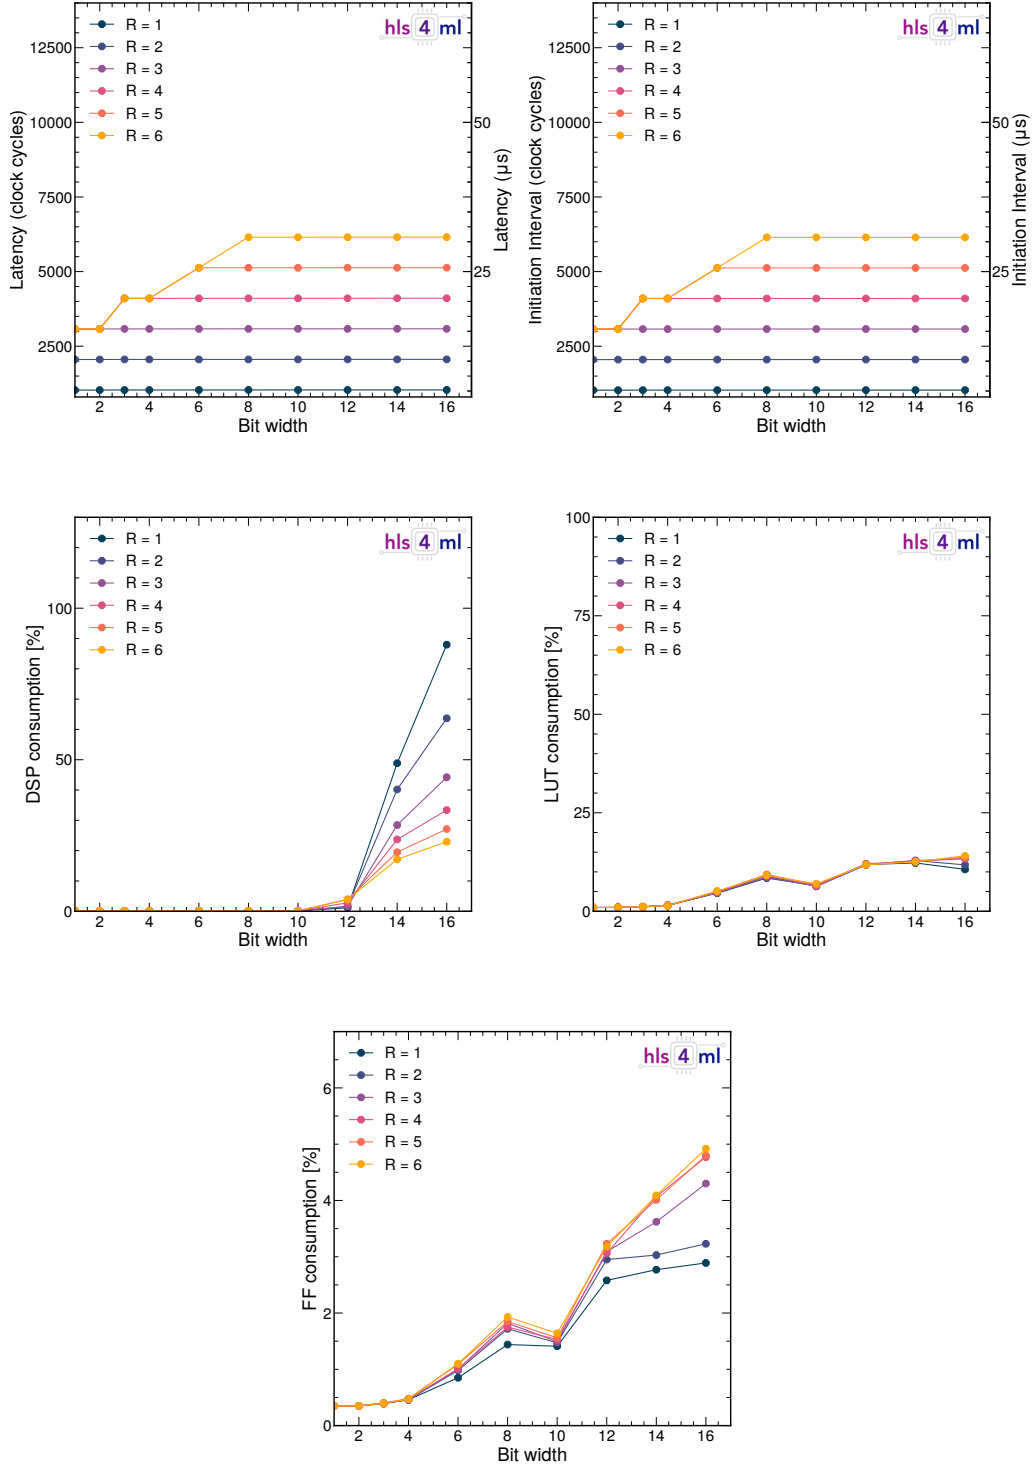 hls 4 ml
R = 1
R = 2
R = 3
R = 4
R = 5
R = 6
12500
10000
7500
5000
2500
50
25
2 4 6 8 10 12 14 16
Latency (clock cycles)
Latency (μs)
Bit width
hls 4 ml
R = 1
R = 2
R = 3
R = 4
R = 5
R = 6
12500
10000
7500
5000
2500
50
25
2 4 6 8 10 12 14 16
Initiation Interval (clock cycles)
Initiation Interval (μs)
Bit width
hls 4 ml
R = 1
R = 2
R = 3
R = 4
R = 5
R = 6
100
50
0
2 4 6 8 10 12 14 16
DSP consumption [%]
Bit width
hls 4 ml
R = 1
R = 2
R = 3
R = 4
R = 5
R = 6
100
75
50
25
0
2 4 6 8 10 12 14 16
LUT consumption [%]
Bit width
hls 4 ml
R = 1
R = 2
R = 3
R = 4
R = 5
R = 6
6
4
2
0
2 4 6 8 10 12 14 16
FF consumption [%]
Bit width